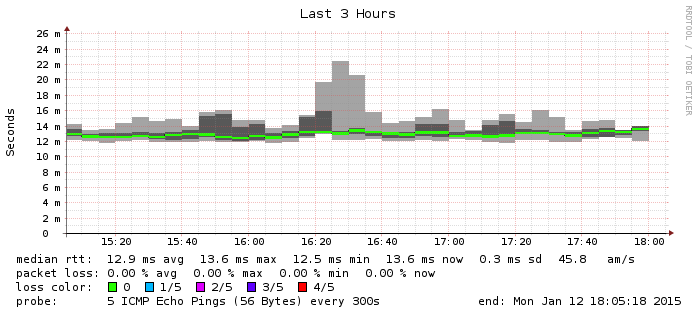 Last 3 Hours
RRDTOOL / TOBI OETIKER
Seconds
26 m
24 m
22 m
20 m
18 m
16 m
14 m
12 m
10 m
8 m
6 m
4 m
2 m
0
15:20 15:40 16:00 16:20 16:40 17:00 17:20 17:40 18:00
median rtt: 12.9 ms avg 13.6 ms max 12.5 ms min 13.6 ms now 0.3 ms sd 45.8 am/s
packet loss: 0.00 % avg 0.00 % max 0.00 % min 0.00 % now
loss color: 0 1/5 2/5 3/5 4/5
probe: 5 ICMP Echo Pings (56 Bytes) every 300s end: Mon Jan 12 18:05:18 2015